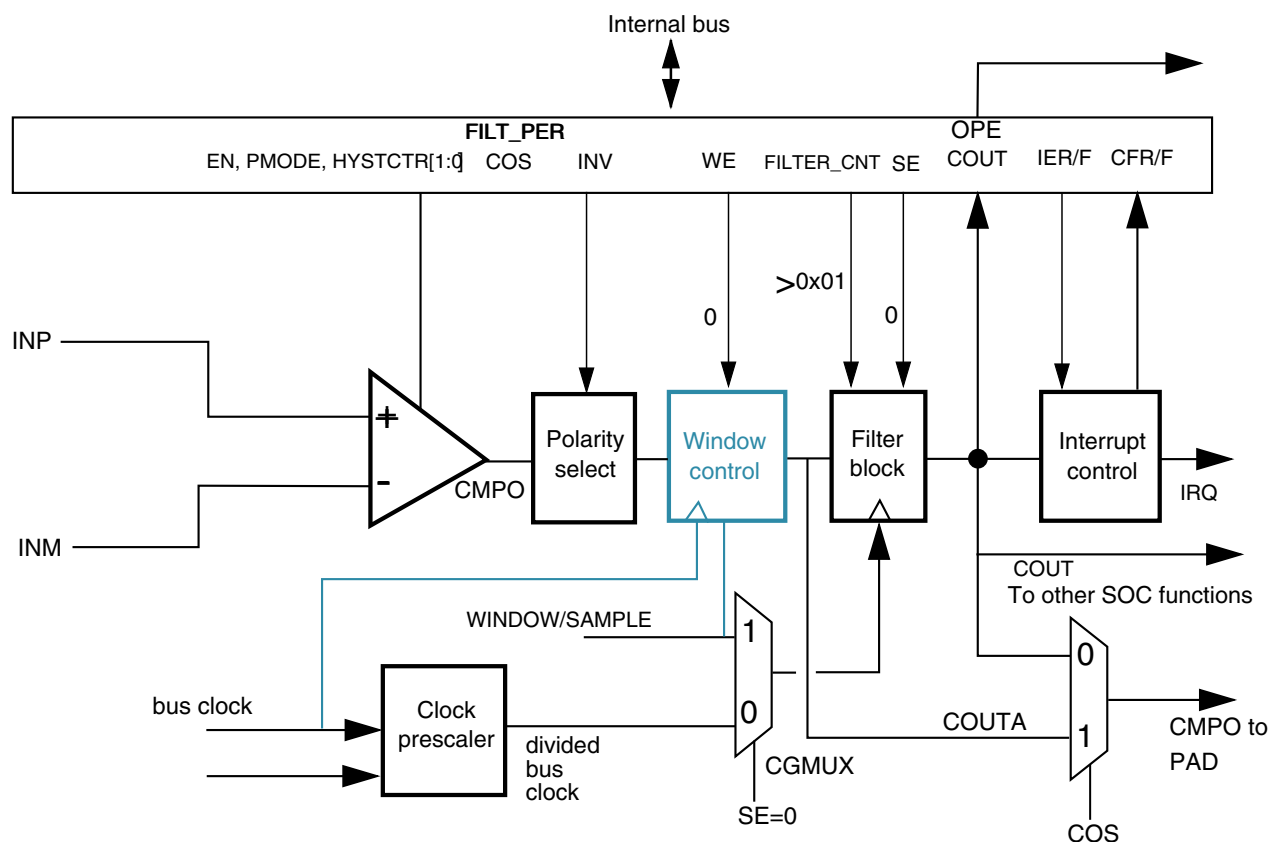 Internal bus
FILT_PER
OPE
EN, PMODE, HYSTCTR[1:0]
COS
INV
WE
FILTER_CNT
SE
COUT
IER/F
CFR/F
>0x01
0
0
INP
+
-
INM
CMPO
Polarity
select
Window
control
Filter
block
Interrupt
control
IRQ
COUT
To other SOC functions
WINDOW/SAMPLE
1
0
0
1
bus clock
Clock
prescaler
divided
bus
clock
CGMUX
SE=0
COUTA
CMPO to
PAD
COS